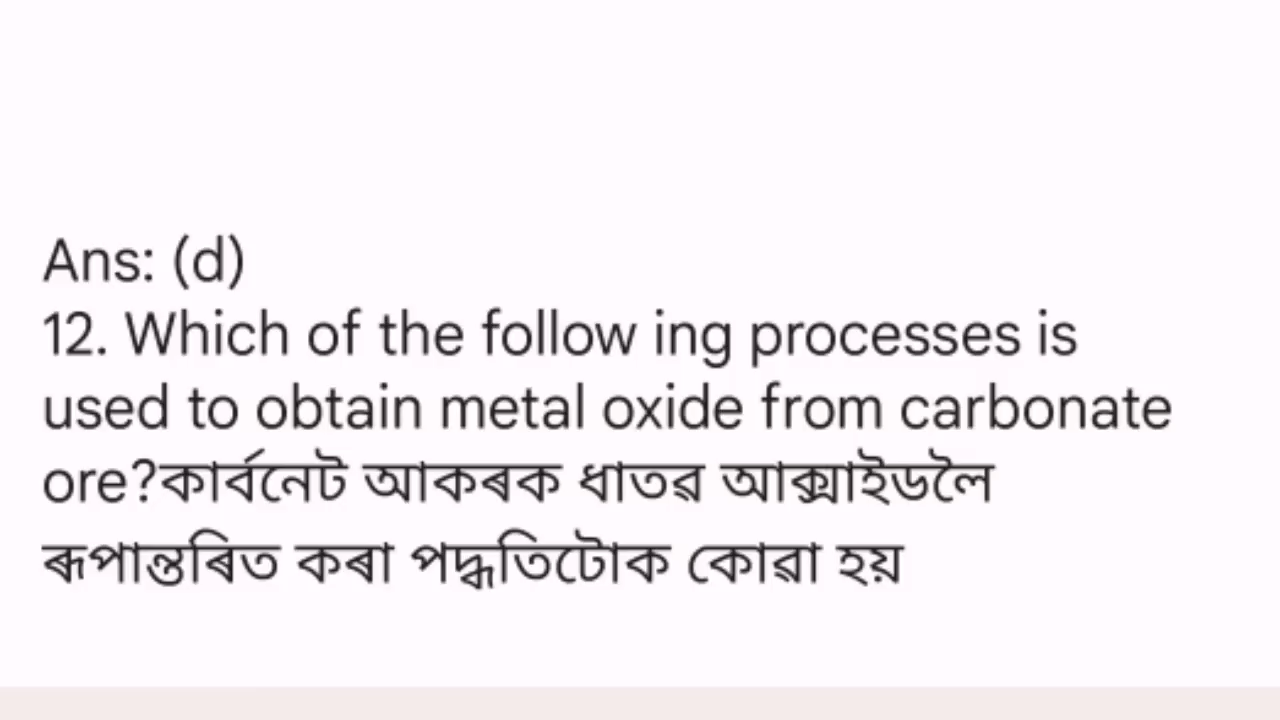 Ans: (d)
12. Which of the follow ing processes is
used to obtain metal oxide from carbonate
ore?কাৰ্বনেট আকৰক ধাতৱ আক্সাইডলৈ
ৰূপান্তৰিত কৰা পদ্ধতিটোক কোৱা হয়